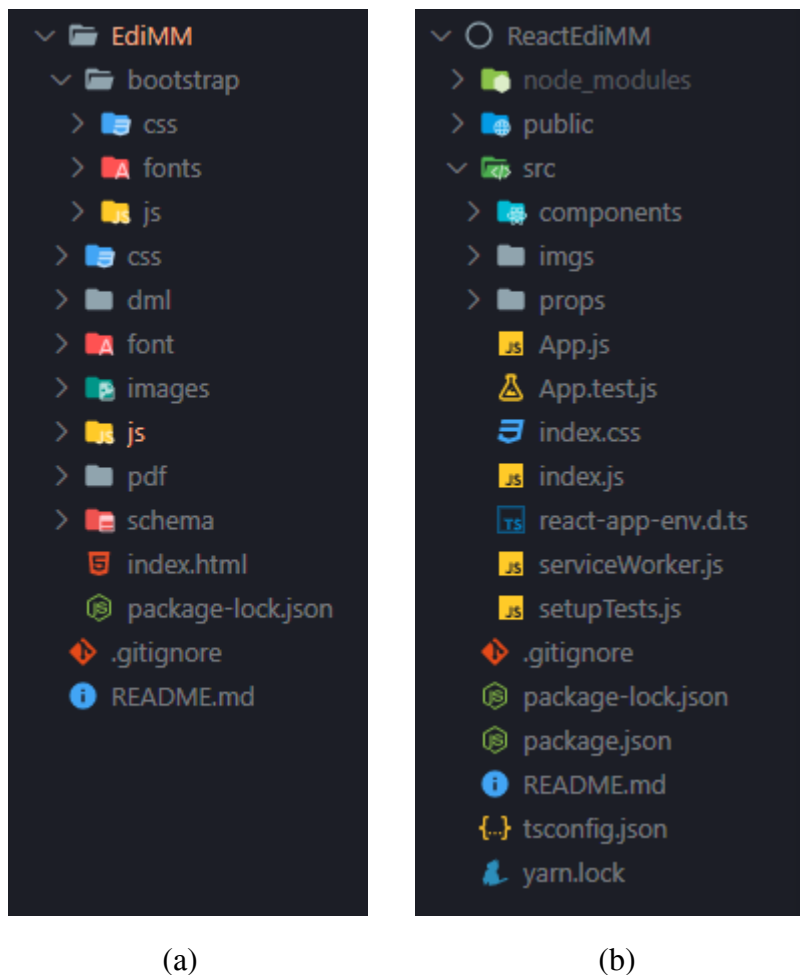 EdiMM
bootstrap
css
fonts
js
css
dml
font
images
js
pdf
schema
index.html
package-lock.json
.gitignore
README.md
(a)
ReactEdiMM
node_modules
public
src
components
imgs
props
App.js
App.test.js
index.css
index.js
react-app-env.d.ts
serviceWorker.js
setupTests.js
.gitignore
package-lock.json
package.json
README.md
tsconfig.json
yarn.lock
(b)